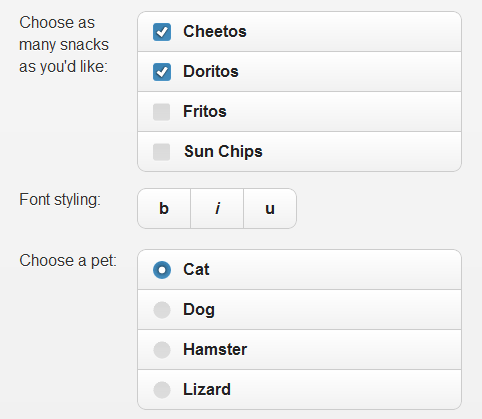 Choose as
many snacks
as you'd like:
Cheetos
Doritos
Fritos
Sun Chips
Font styling:
b i u
Choose a pet:
Cat
Dog
Hamster
Lizard